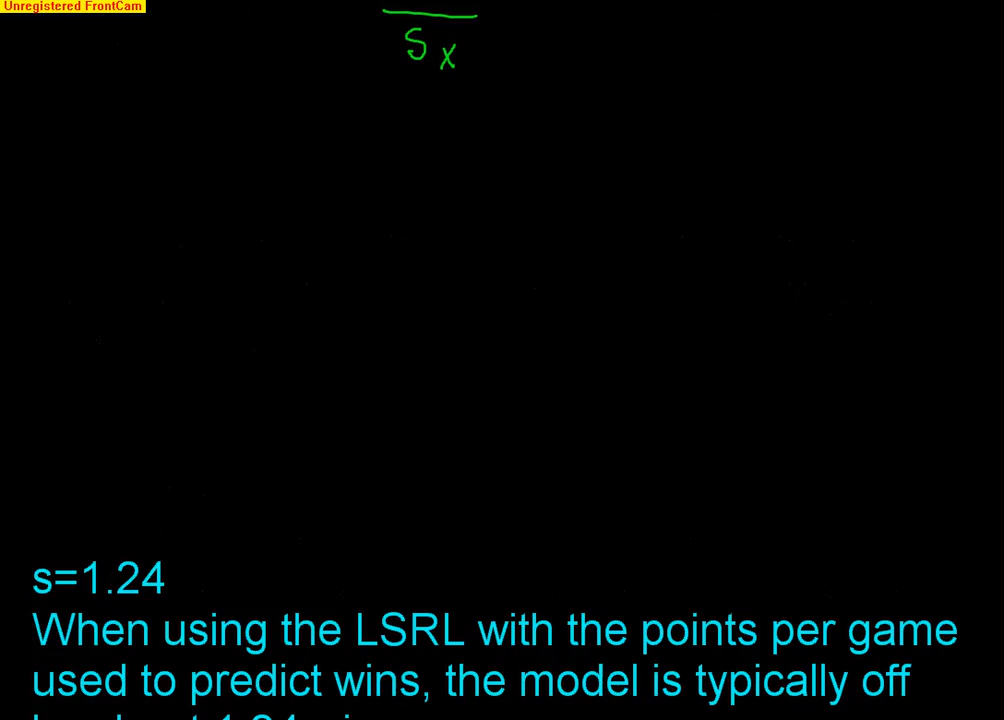 Unregistered FrontCam
s x
s=1.24
When using the LSRL with the points per game
used to predict wins, the model is typically off